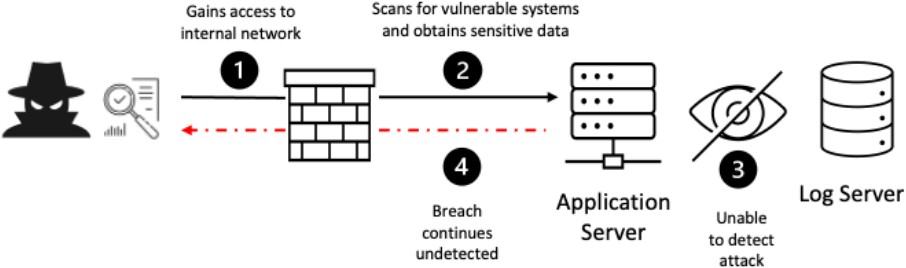 Gains access to
internal network
1
Scans for vulnerable systems
and obtains sensitive data
2
4
Breach
continues
undetected
Application
Server
3
Unable
to detect
attack
Log Server